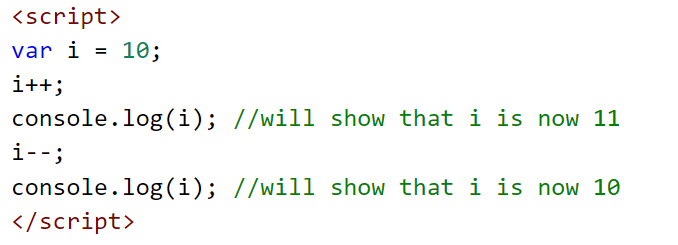 <script>
var i = 10;
i++;
console.log(i); //will show that i is now 11
i--;
console.log(i); //will show that i is now 10
</script>